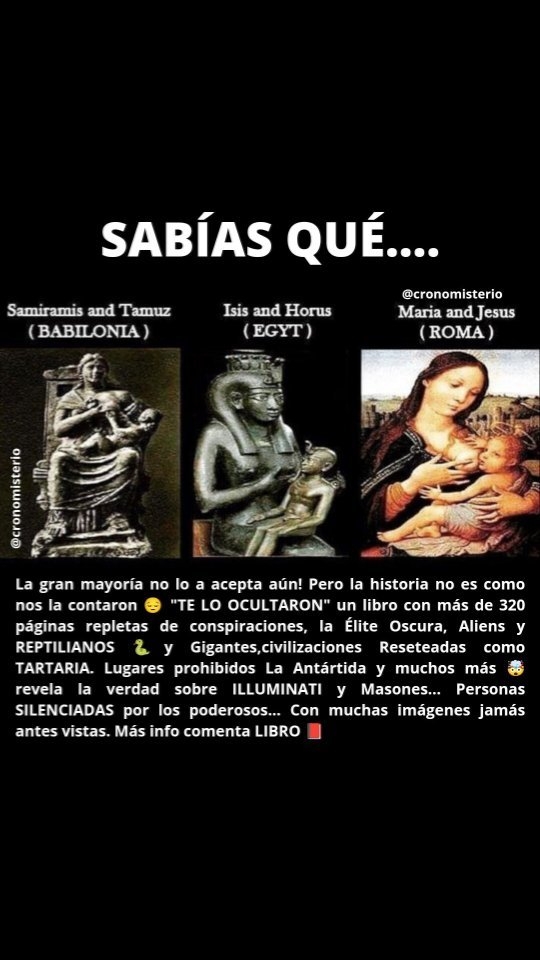 SABÍAS QUÉ....
@cronomisterio
Samiramis and Tamuz
( BABILONIA )
Isis and Horus
( EGYT )
Maria and Jesus
( ROMA )
@cronomisterio
La gran mayoría no lo a acepta aún! Pero la historia no es como
nos la contaron 😔 "TE LO OCULTARON" un libro con más de 320
páginas repletas de conspiraciones, la Élite Oscura, Aliens y
REPTILIANOS 🐍 y Gigantes,civilizaciones Reseteadas como
TARTARIA. Lugares prohibidos La Antártida y muchos más 🤯
revela la verdad sobre ILLUMINATI y Masones... Personas
SILENCIADAS por los poderosos... Con muchas imágenes jamás
antes vistas. Más info comenta LIBRO 📕